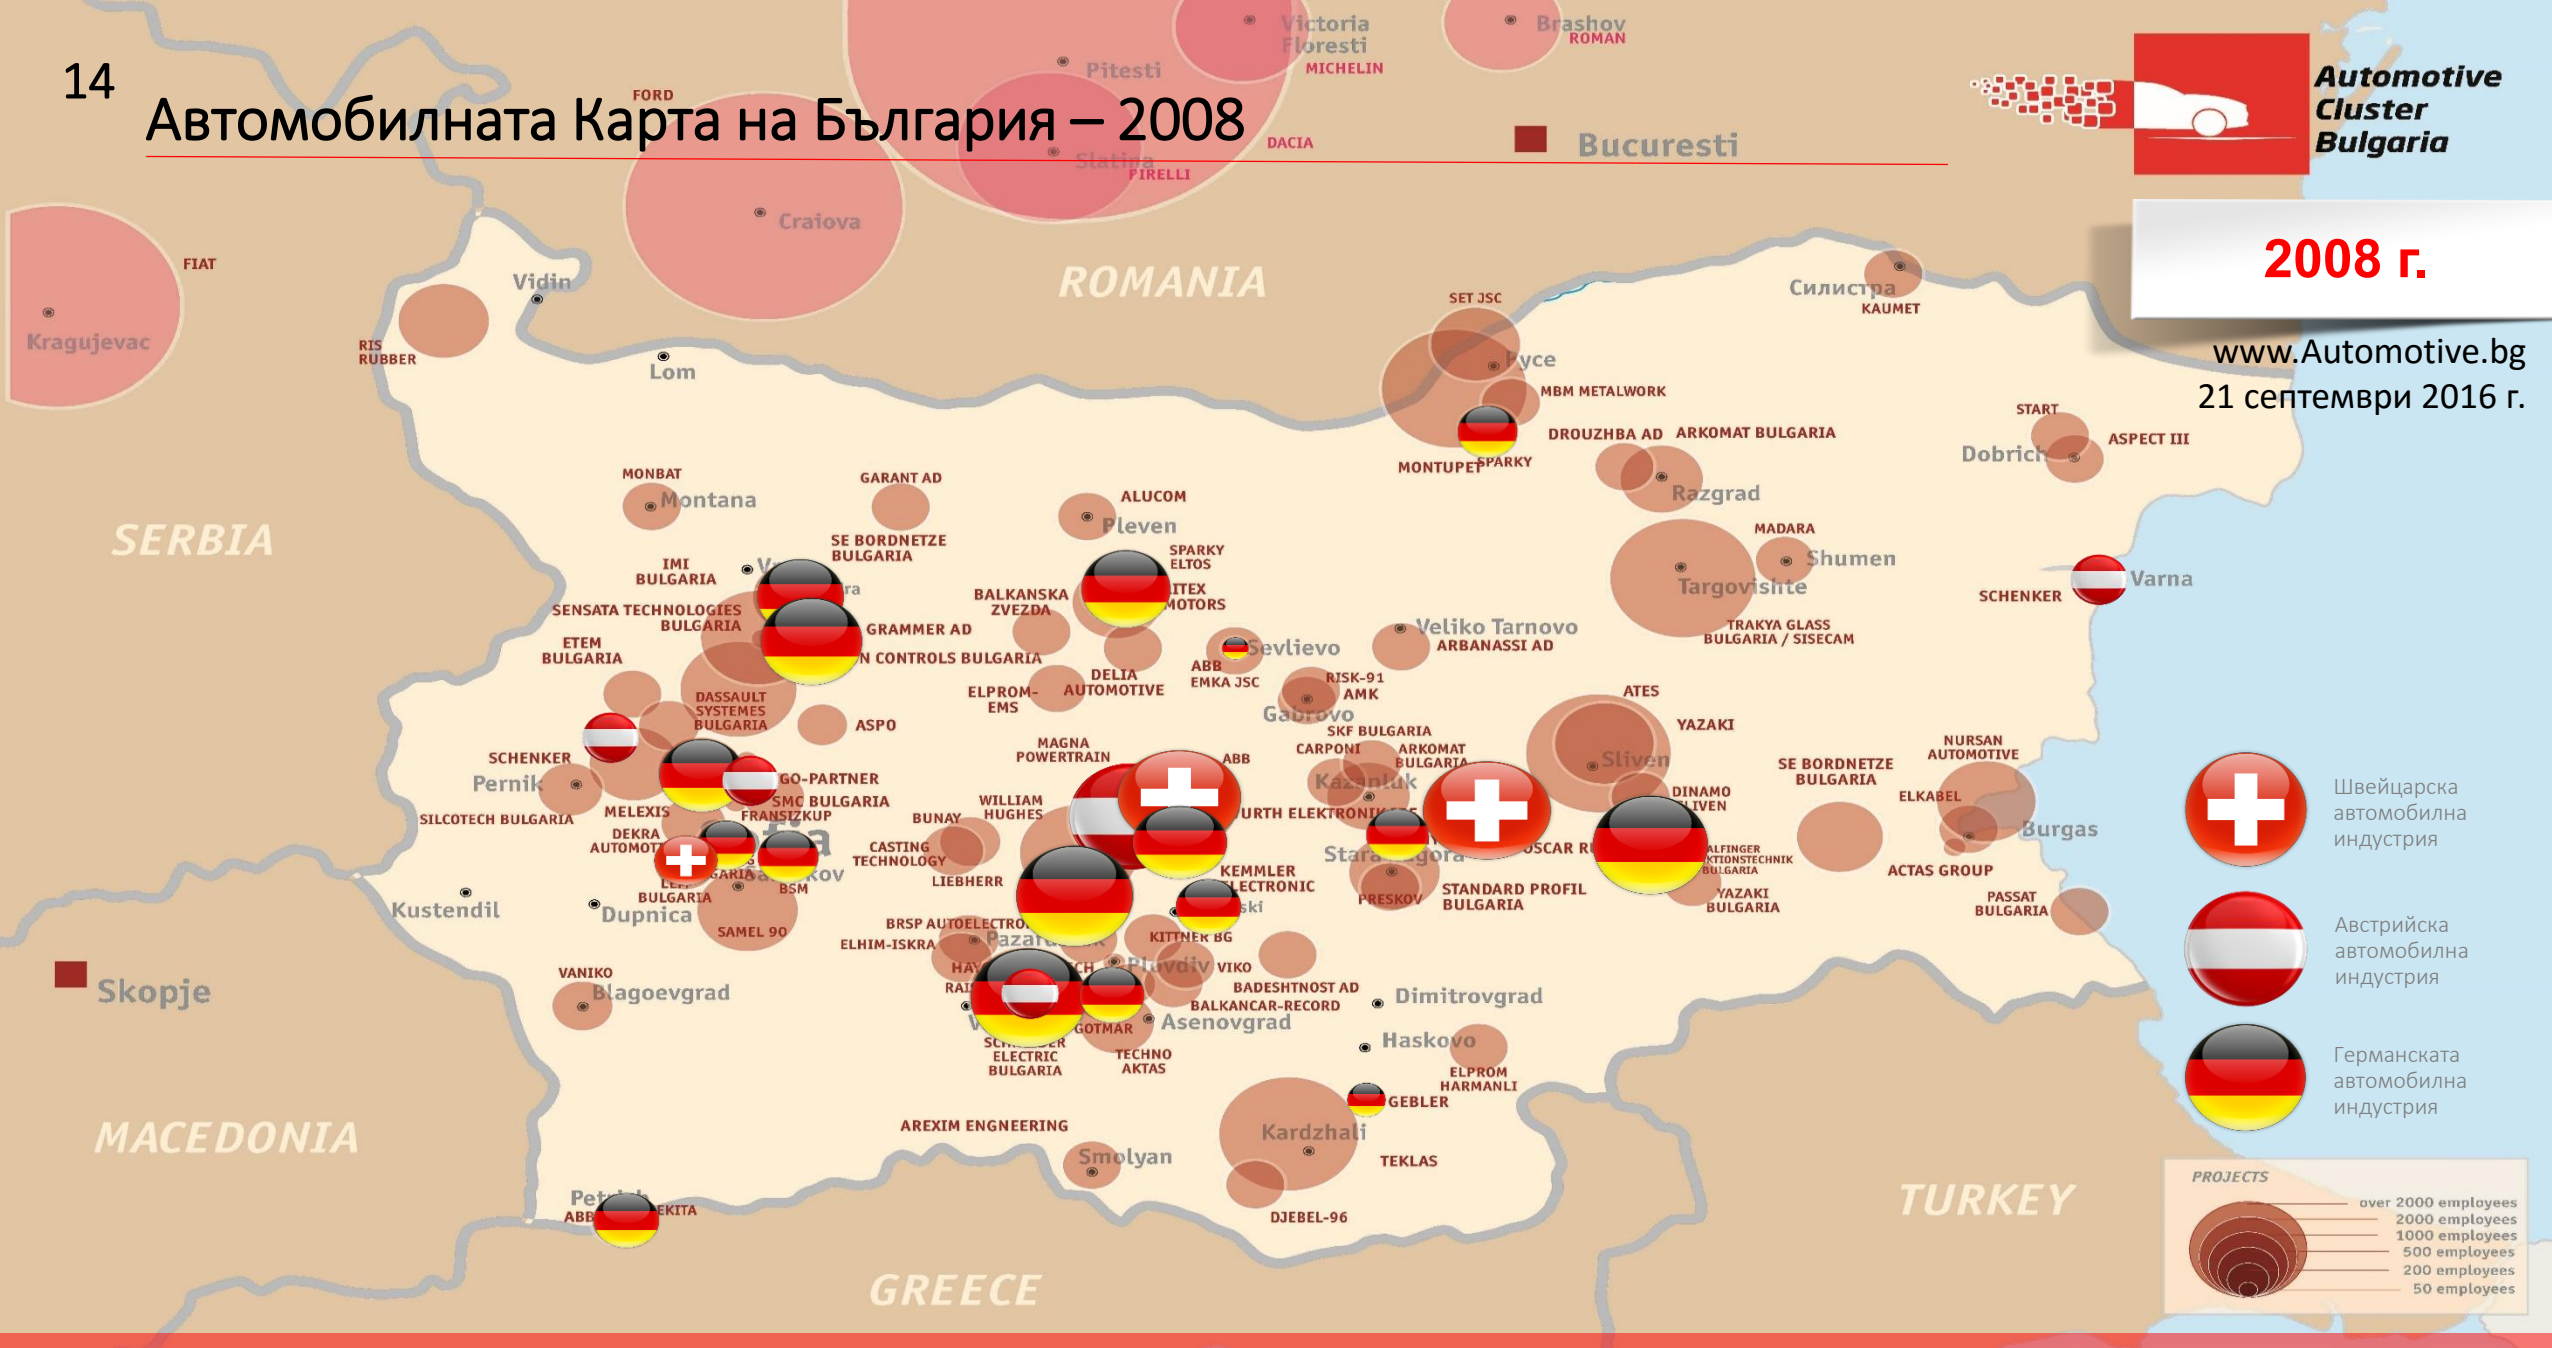 14
Автомобилната Карта на България – 2008
Automotive
Cluster
Bulgaria
2008 г.
www.Automotive.bg
21 септември 2016 г.
Victoria
Floresti
MICHELIN
Brashov
ROMAN
Pitesti
FORD
DACIA
Slatina
PIRELLI
Bucuresti
Craiova
FIAT
Kragujevac
ROMANIA
Vidin
RIS
RUBBER
Lom
SET JSC
Русе
Силистра
KAUMET
MBM METALWORK
DROUZHBA AD
ARKOMAT BULGARIA
MONTUPET
SPARKY
Razgrad
START
ASPECT III
Dobrich
MONBAT
Montana
GARANT AD
ALUCOM
Pleven
SERBIA
SE BORDNETZE
BULGARIA
IMI
BULGARIA
SPARKY
ELTOS
MOTORS
MADARA
Shumen
Targovishte
TRAKYA GLASS
BULGARIA / SISECAM
SCHENKER
Varna
SENSATA TECHNOLOGIES
BULGARIA
BALKANSKA
ZVEZDA
GRAMMER AD
CONTROLS BULGARIA
ETEM
BULGARIA
Veliko Tarnovo
ARBANASSI AD
Sevlievo
ABB
EMKA JSC
DELIA
AUTOMOTIVE
ELPROM-
EMS
RISK-91
AMK
Gabrovo
DASSAULT
SYSTEMES
BULGARIA
ASPO
ATES
YAZAKI
Sliven
SKF BULGARIA
CARPONI
ARKOMAT
BULGARIA
Kazanluk
MAGNA
POWERTRAIN
ABB
SCHENKER
Pernik
GO-PARTNER
SMC BULGARIA
FRANSIZKUP
SILCOTECH BULGARIA
MELEXIS
DEKRA
WILLIAM
HUGHES
BUNAY
CASTING
TECHNOLOGY
LIEBHERR
DINAMO
SE BORDNETZE
BULGARIA
NURSAN
AUTOMOTIVE
ELKABEL
Burgas
ACTAS GROUP
PASSAT
BULGARIA
BULGARIA
YAZAKI
BULGARIA
STANDARD PROFIL
BULGARIA
PRESKOV
KEMMLER
BULGARIA
BSM
Kustendil
Dupnica
SAMEL 90
ELHIM-ISKRA
KITTNER BG
Plovdiv
VIKO
BADESHTNOST AD
BALKANCAR-RECORD
Dimitrovgrad
VANIKO
Blagoevgrad
Skopje
GOTMAR
Asenovgrad
ELECTRIC
BULGARIA
TECHNO
AKTAS
Haskovo
ELPROM
HARMANLI
GEBLER
Kardzhali
TEKLAS
DJEBEL-96
AREXIM ENGNEERING
Smolyan
MACEDONIA
ABB
GREECE
TURKEY
Швейцарска
автомобилна
индустрия
Австрийска
автомобилна
индустрия
Германската
автомобилна
индустрия
PROJECTS
over 2000 employees
2000 employees
1000 employees
500 employees
200 employees
50 employees